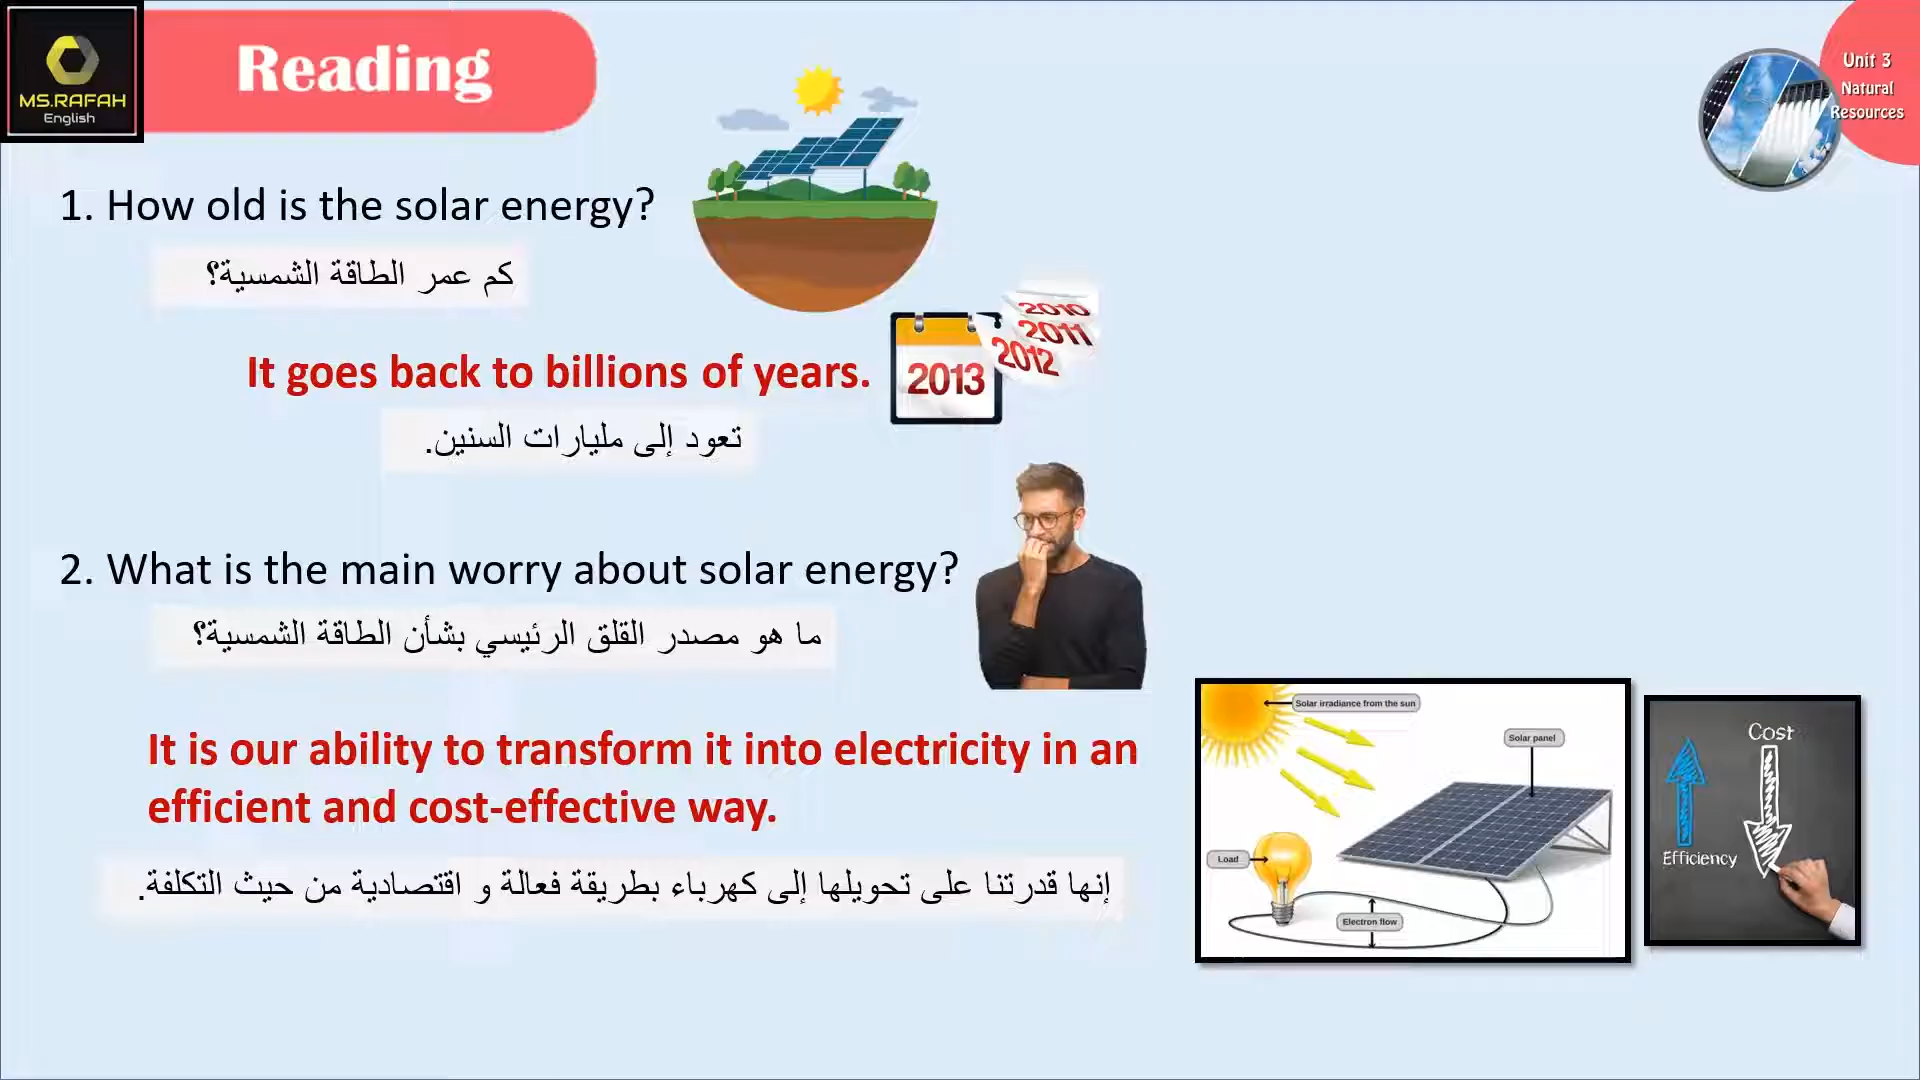 MS.RAFAH
English
Reading
Unit 3
Natural
Resources
1. How old is the solar energy?
كم عمر الطاقة الشمسية؟
It goes back to billions of years.
2010
2011
2012
2013
تعود إلى مليارات السنين.
2. What is the main worry about solar energy?
ما هو مصدر القلق الرئيسي بشأن الطاقة الشمسية؟
It is our ability to transform it into electricity in an
efficient and cost-effective way.
إنها قدرتنا على تحويلها إلى كهرباء بطريقة فعالة و اقتصادية من حيث التكلفة.
Solar irradiance from the sun
Solar panel
Load
Electron flow
Cost
Efficiency